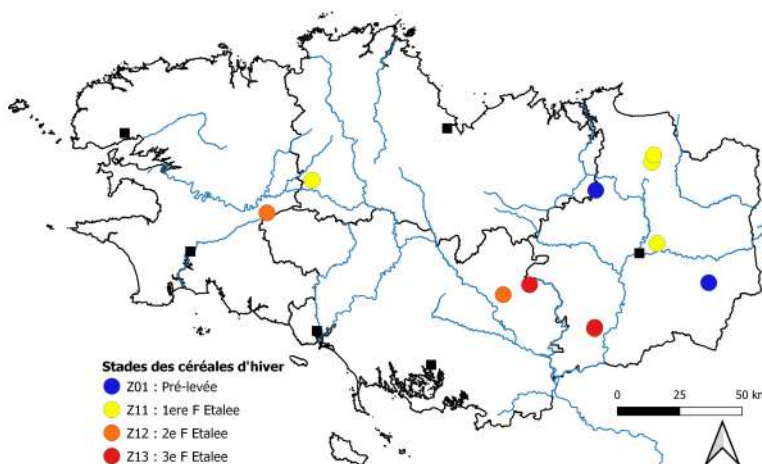 Stades des céréales d'hiver
Z01 : Pré-levée
Z11 : 1ere F Etalee
Z12 : 2e F Etalee
Z13 : 3e F Etalee
0 25 50 km